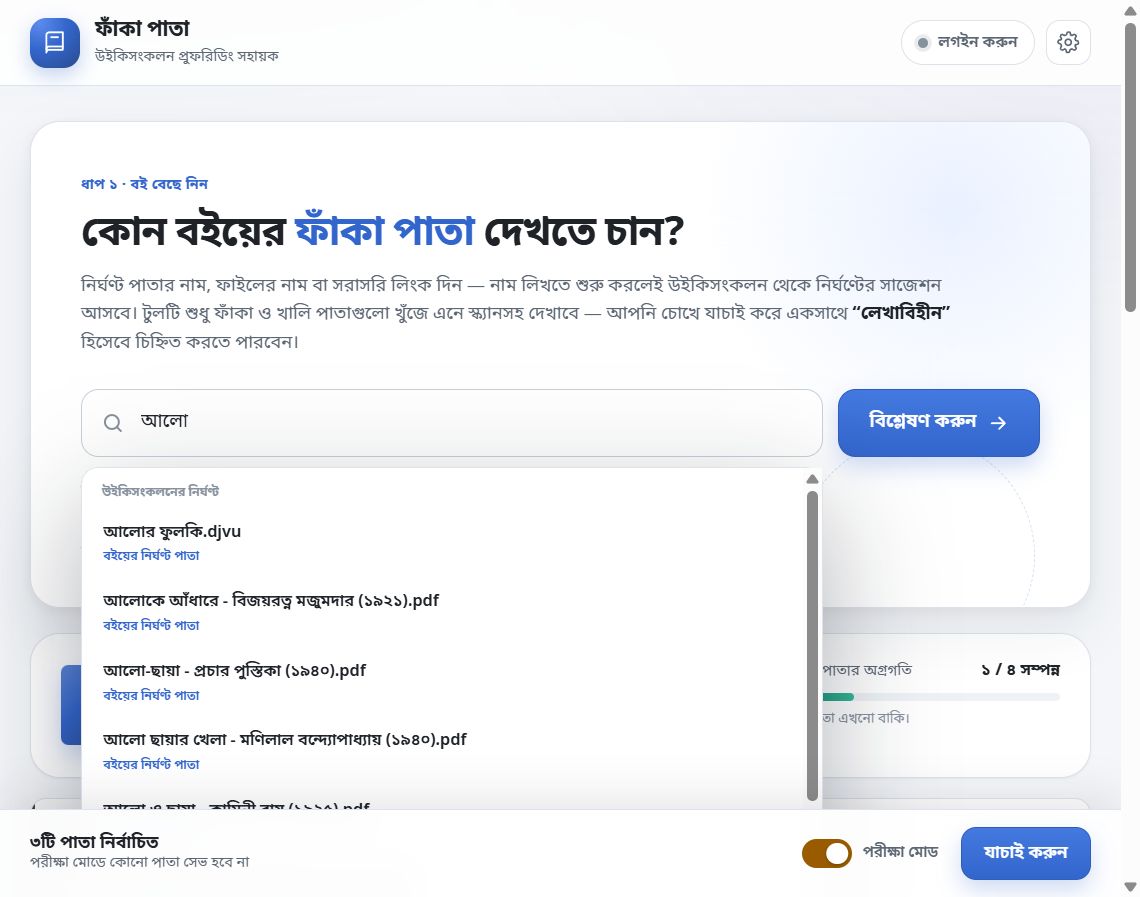 ফাঁকা পাতা
উইকিসংকলন প্রুফরিডিং সহায়ক
লগইন করুন
ধাপ ১ · বই বেছে নিন
কোন বইয়ের ফাঁকা পাতা দেখতে চান?
নির্ঘণ্ট পাতার নাম, ফাইলের নাম বা সরাসরি লিংক দিন — নাম লিখতে শুরু করলেই উইকিসংকলন থেকে নির্ঘণ্টের সাজেশন
আসবে। টুলটি শুধু ফাঁকা ও খালি পাতাগুলো খুঁজে এনে স্ক্যানসহ দেখাবে — আপনি চোখে যাচাই করে একসাথে “লেখাবিহীন”
হিসেবে চিহ্নিত করতে পারবেন।
আলো
বিশ্লেষণ করুন
উইকিসংকলনের নির্ঘণ্ট
আলোর ফুলকি.djvu
বইয়ের নির্ঘণ্ট পাতা
আলোকে আঁধারে - বিজয়রত্ন মজুমদার (১৯২১).pdf
বইয়ের নির্ঘণ্ট পাতা
আলো-ছায়া - প্রচার পুস্তিকা (১৯৪০).pdf
বইয়ের নির্ঘণ্ট পাতা
আলো ছায়ার খেলা - মণিলাল বন্দ্যোপাধ্যায় (১৯৪০).pdf
বইয়ের নির্ঘণ্ট পাতা
পাতার অগ্রগতি
১ / ৪ সম্পন্ন
এখনো বাকি।
৩টি পাতা নির্বাচিত
পরীক্ষা মোডে কোনো পাতা সেভ হবে না
পরীক্ষা মোড
যাচাই করুন